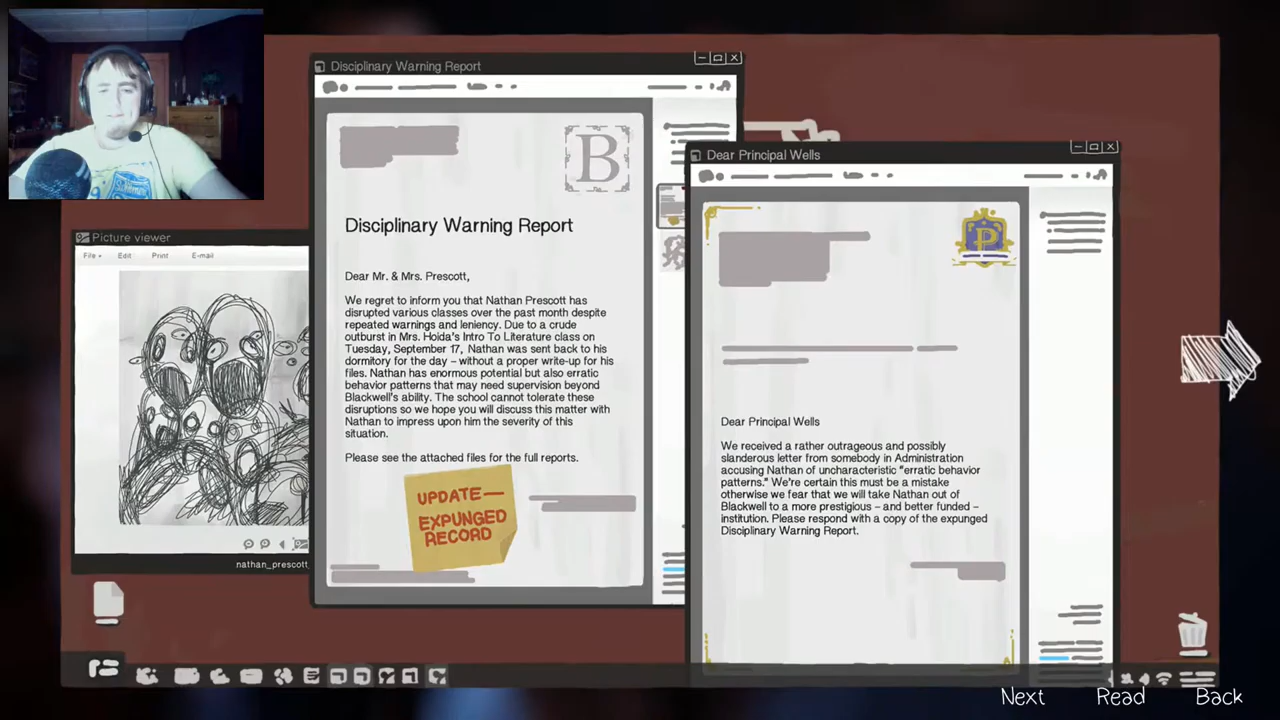 Disciplinary Warning Report
B
Disciplinary Warning Report
Dear Mr. & Mrs. Prescott,
We regret to inform you that Nathan Prescott has
disrupted various classes over the past month despite
repeated warnings and leniency. Due to a crude
outburst in Mrs. Hoida's Intro To Literature class on
Tuesday, September 17, Nathan was sent back to his
dormitory for the day – without a proper write-up for his
files. Nathan has enormous potential but also erratic
behavior patterns that may need supervision beyond
Blackwell's ability. The school cannot tolerate these
disruptions so we hope you will discuss this matter with
Nathan to impress upon him the severity of this
situation.
Please see the attached files for the full reports.
UPDATE—
EXPUNGED
RECORD
Dear Principal Wells
P
Dear Principal Wells
We received a rather outrageous and possibly
slanderous letter from somebody in Administration
accusing Nathan of uncharacteristic "erratic behavior
patterns." We're certain this must be a mistake
otherwise we fear that we will take Nathan out of
Blackwell to a more prestigious – and better funded –
institution. Please respond with a copy of the expunged
Disciplinary Warning Report.
Picture viewer
File Edit Print E-mail
nathan_prescott_
Next Read Back